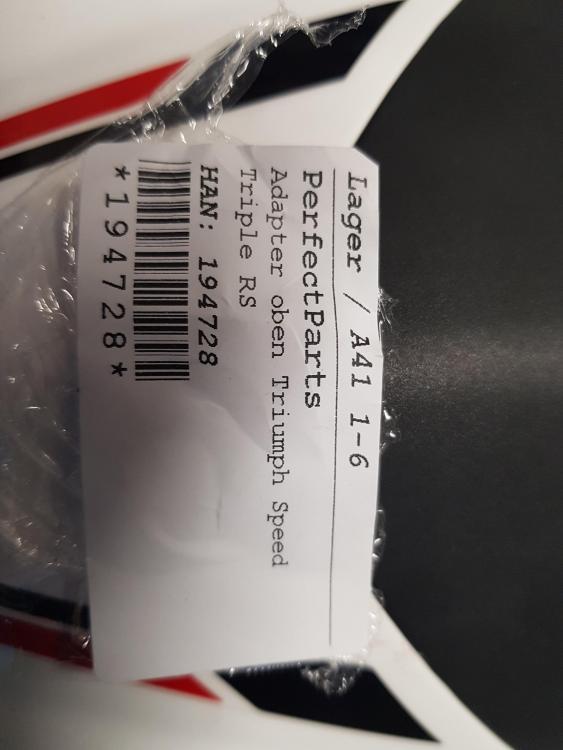 Lager / A41 1-6
PerfectParts
Adapter oben Triumph Speed
Triple RS
HAN: 194728
*194728*